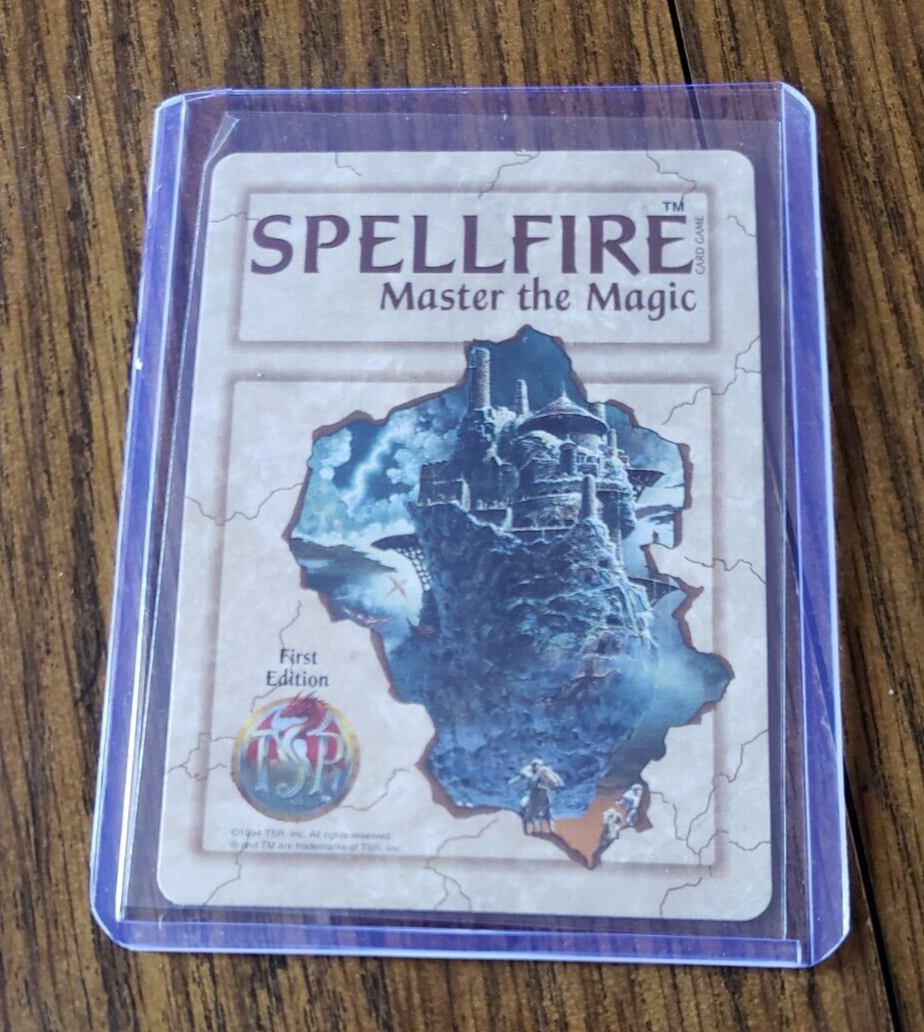 SPELLFIRE™
CARD GAME
Master the Magic
First
Edition
TSR
™
©1994 TSR, Inc. All rights reserved.
® and TM are trademarks of TSR, Inc.